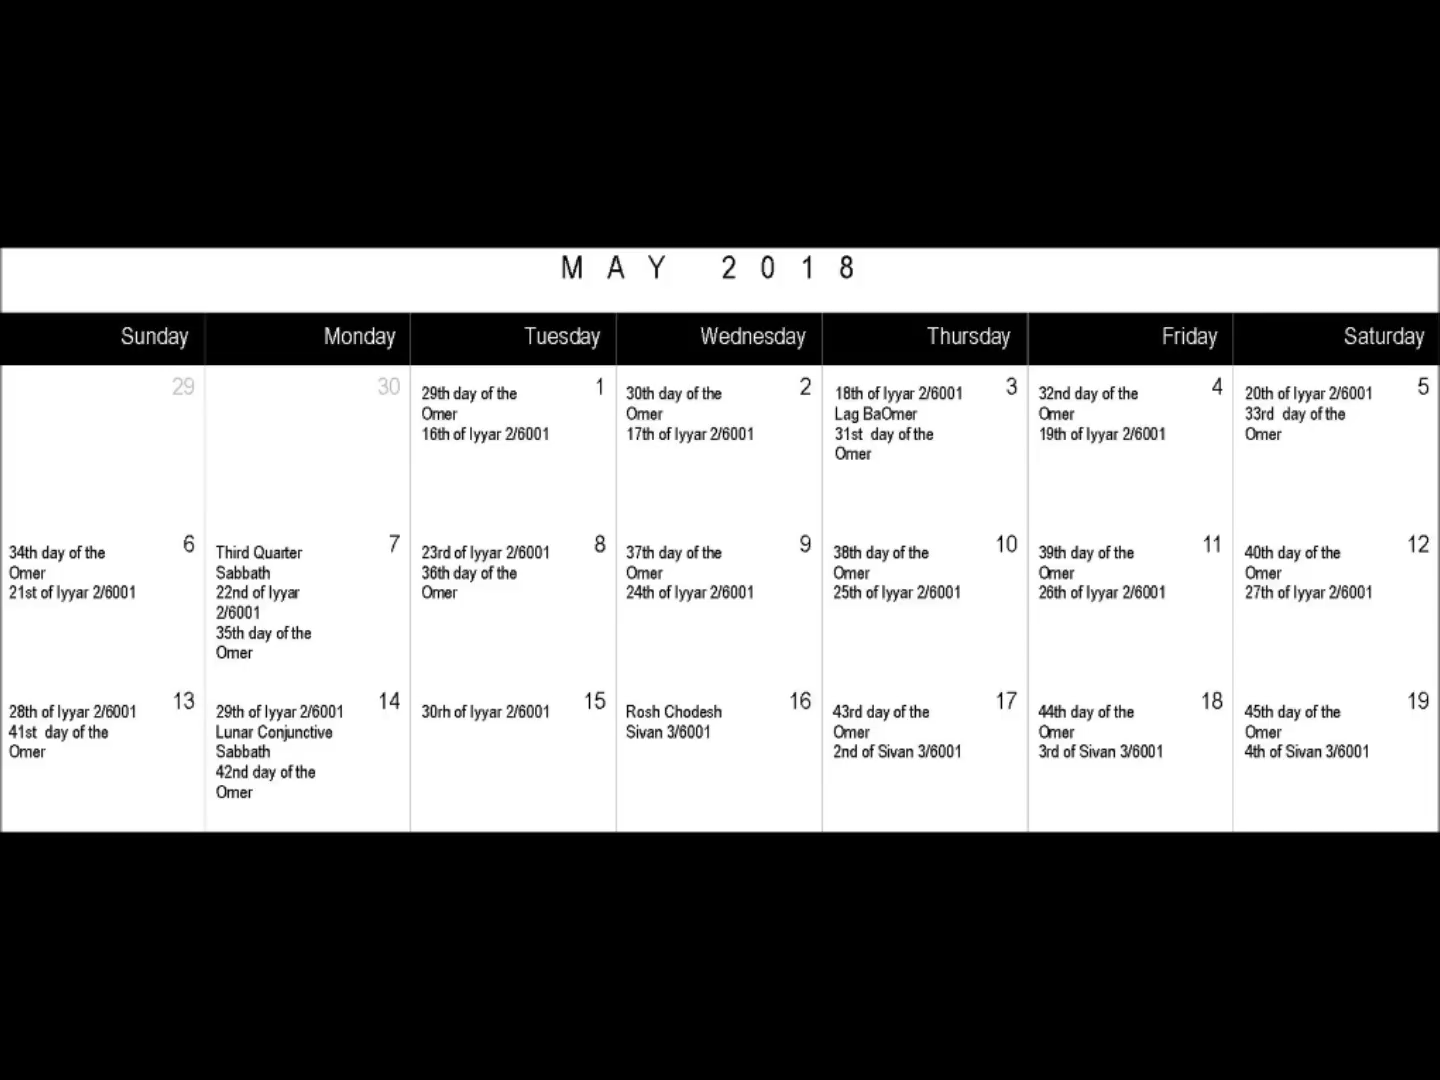 MAY 2018
Sunday Monday Tuesday Wednesday Thursday Friday Saturday
29
30
1
29th day of the
Omer
16th of Iyyar 2/6001
2
30th day of the
Omer
17th of Iyyar 2/6001
3
18th of Iyyar 2/6001
Lag BaOmer
31st day of the
Omer
4
32nd day of the
Omer
19th of Iyyar 2/6001
5
20th of Iyyar 2/6001
33rd day of the
Omer
6
34th day of the
Omer
21st of Iyyar 2/6001
7
Third Quarter
Sabbath
22nd of Iyyar
2/6001
35th day of the
Omer
8
23rd of Iyyar 2/6001
36th day of the
Omer
9
37th day of the
Omer
24th of Iyyar 2/6001
10
38th day of the
Omer
25th of Iyyar 2/6001
11
39th day of the
Omer
26th of Iyyar 2/6001
12
40th day of the
Omer
27th of Iyyar 2/6001
13
28th of Iyyar 2/6001
41st day of the
Omer
14
29th of Iyyar 2/6001
Lunar Conjunctive
Sabbath
42nd day of the
Omer
15
30rh of Iyyar 2/6001
16
Rosh Chodesh
Sivan 3/6001
17
43rd day of the
Omer
2nd of Sivan 3/6001
18
44th day of the
Omer
3rd of Sivan 3/6001
19
45th day of the
Omer
4th of Sivan 3/6001